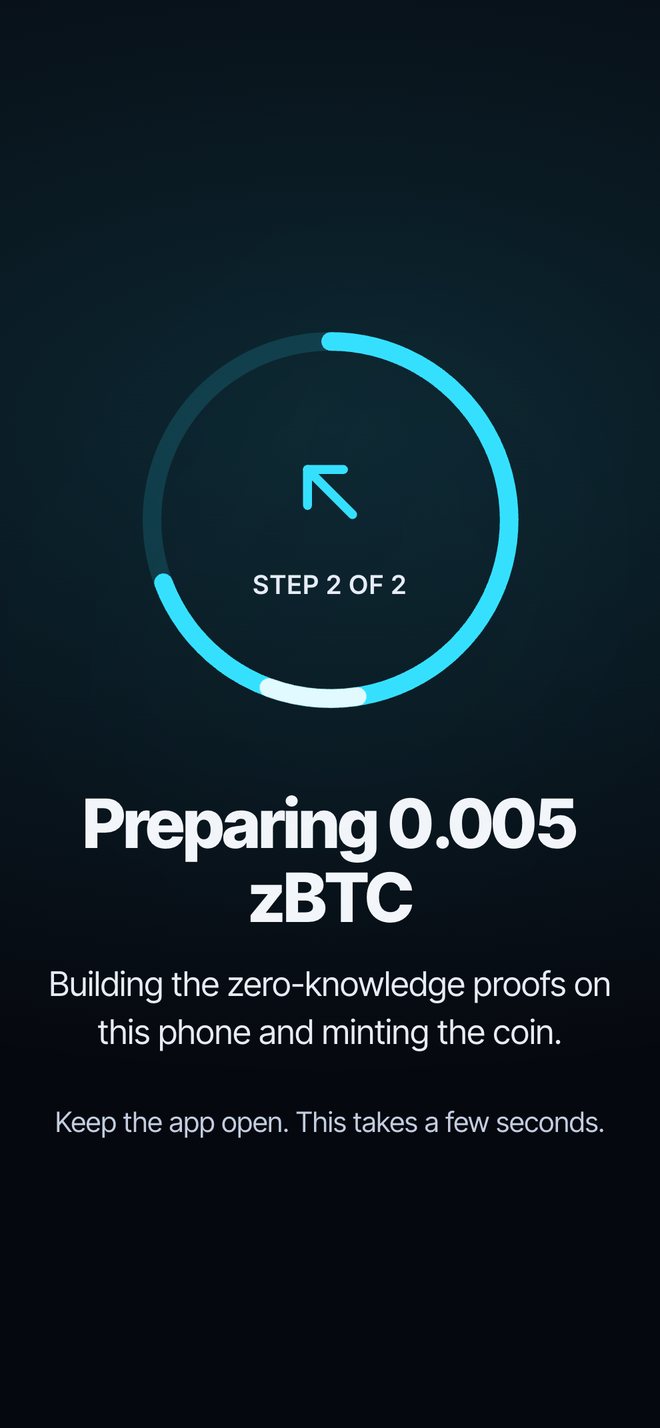 STEP 2 OF 2
Preparing 0.005
zBTC
Building the zero-knowledge proofs on
this phone and minting the coin.
Keep the app open. This takes a few seconds.